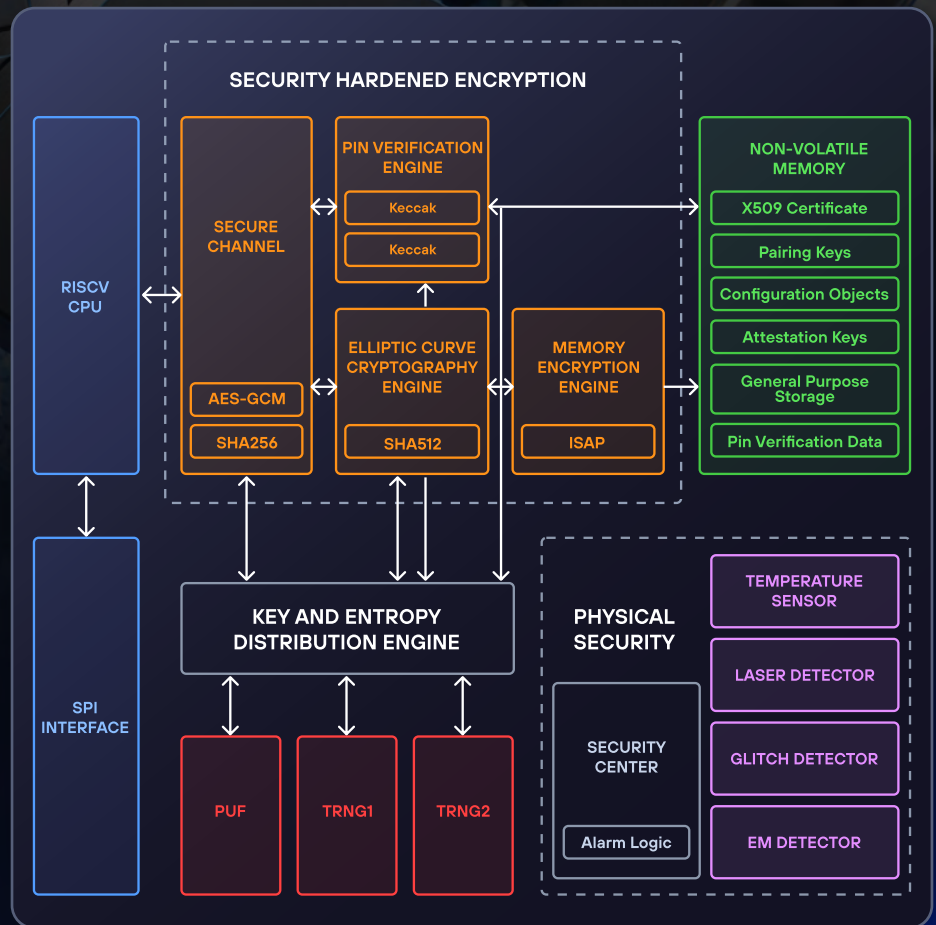 SECURITY HARDENED ENCRYPTION
RISCV
CPU
SECURE
CHANNEL
AES-GCM
SHA256
PIN VERIFICATION
ENGINE
Keccak
Keccak
ELLIPTIC CURVE
CRYPTOGRAPHY
ENGINE
SHA512
MEMORY
ENCRYPTION
ENGINE
ISAP
NON-VOLATILE
MEMORY
X509 Certificate
Pairing Keys
Configuration Objects
Attestation Keys
General Purpose
Storage
Pin Verification Data
SPI
INTERFACE
KEY AND ENTROPY
DISTRIBUTION ENGINE
PUF
TRNG1
TRNG2
PHYSICAL
SECURITY
SECURITY
CENTER
Alarm Logic
TEMPERATURE
SENSOR
LASER DETECTOR
GLITCH DETECTOR
EM DETECTOR